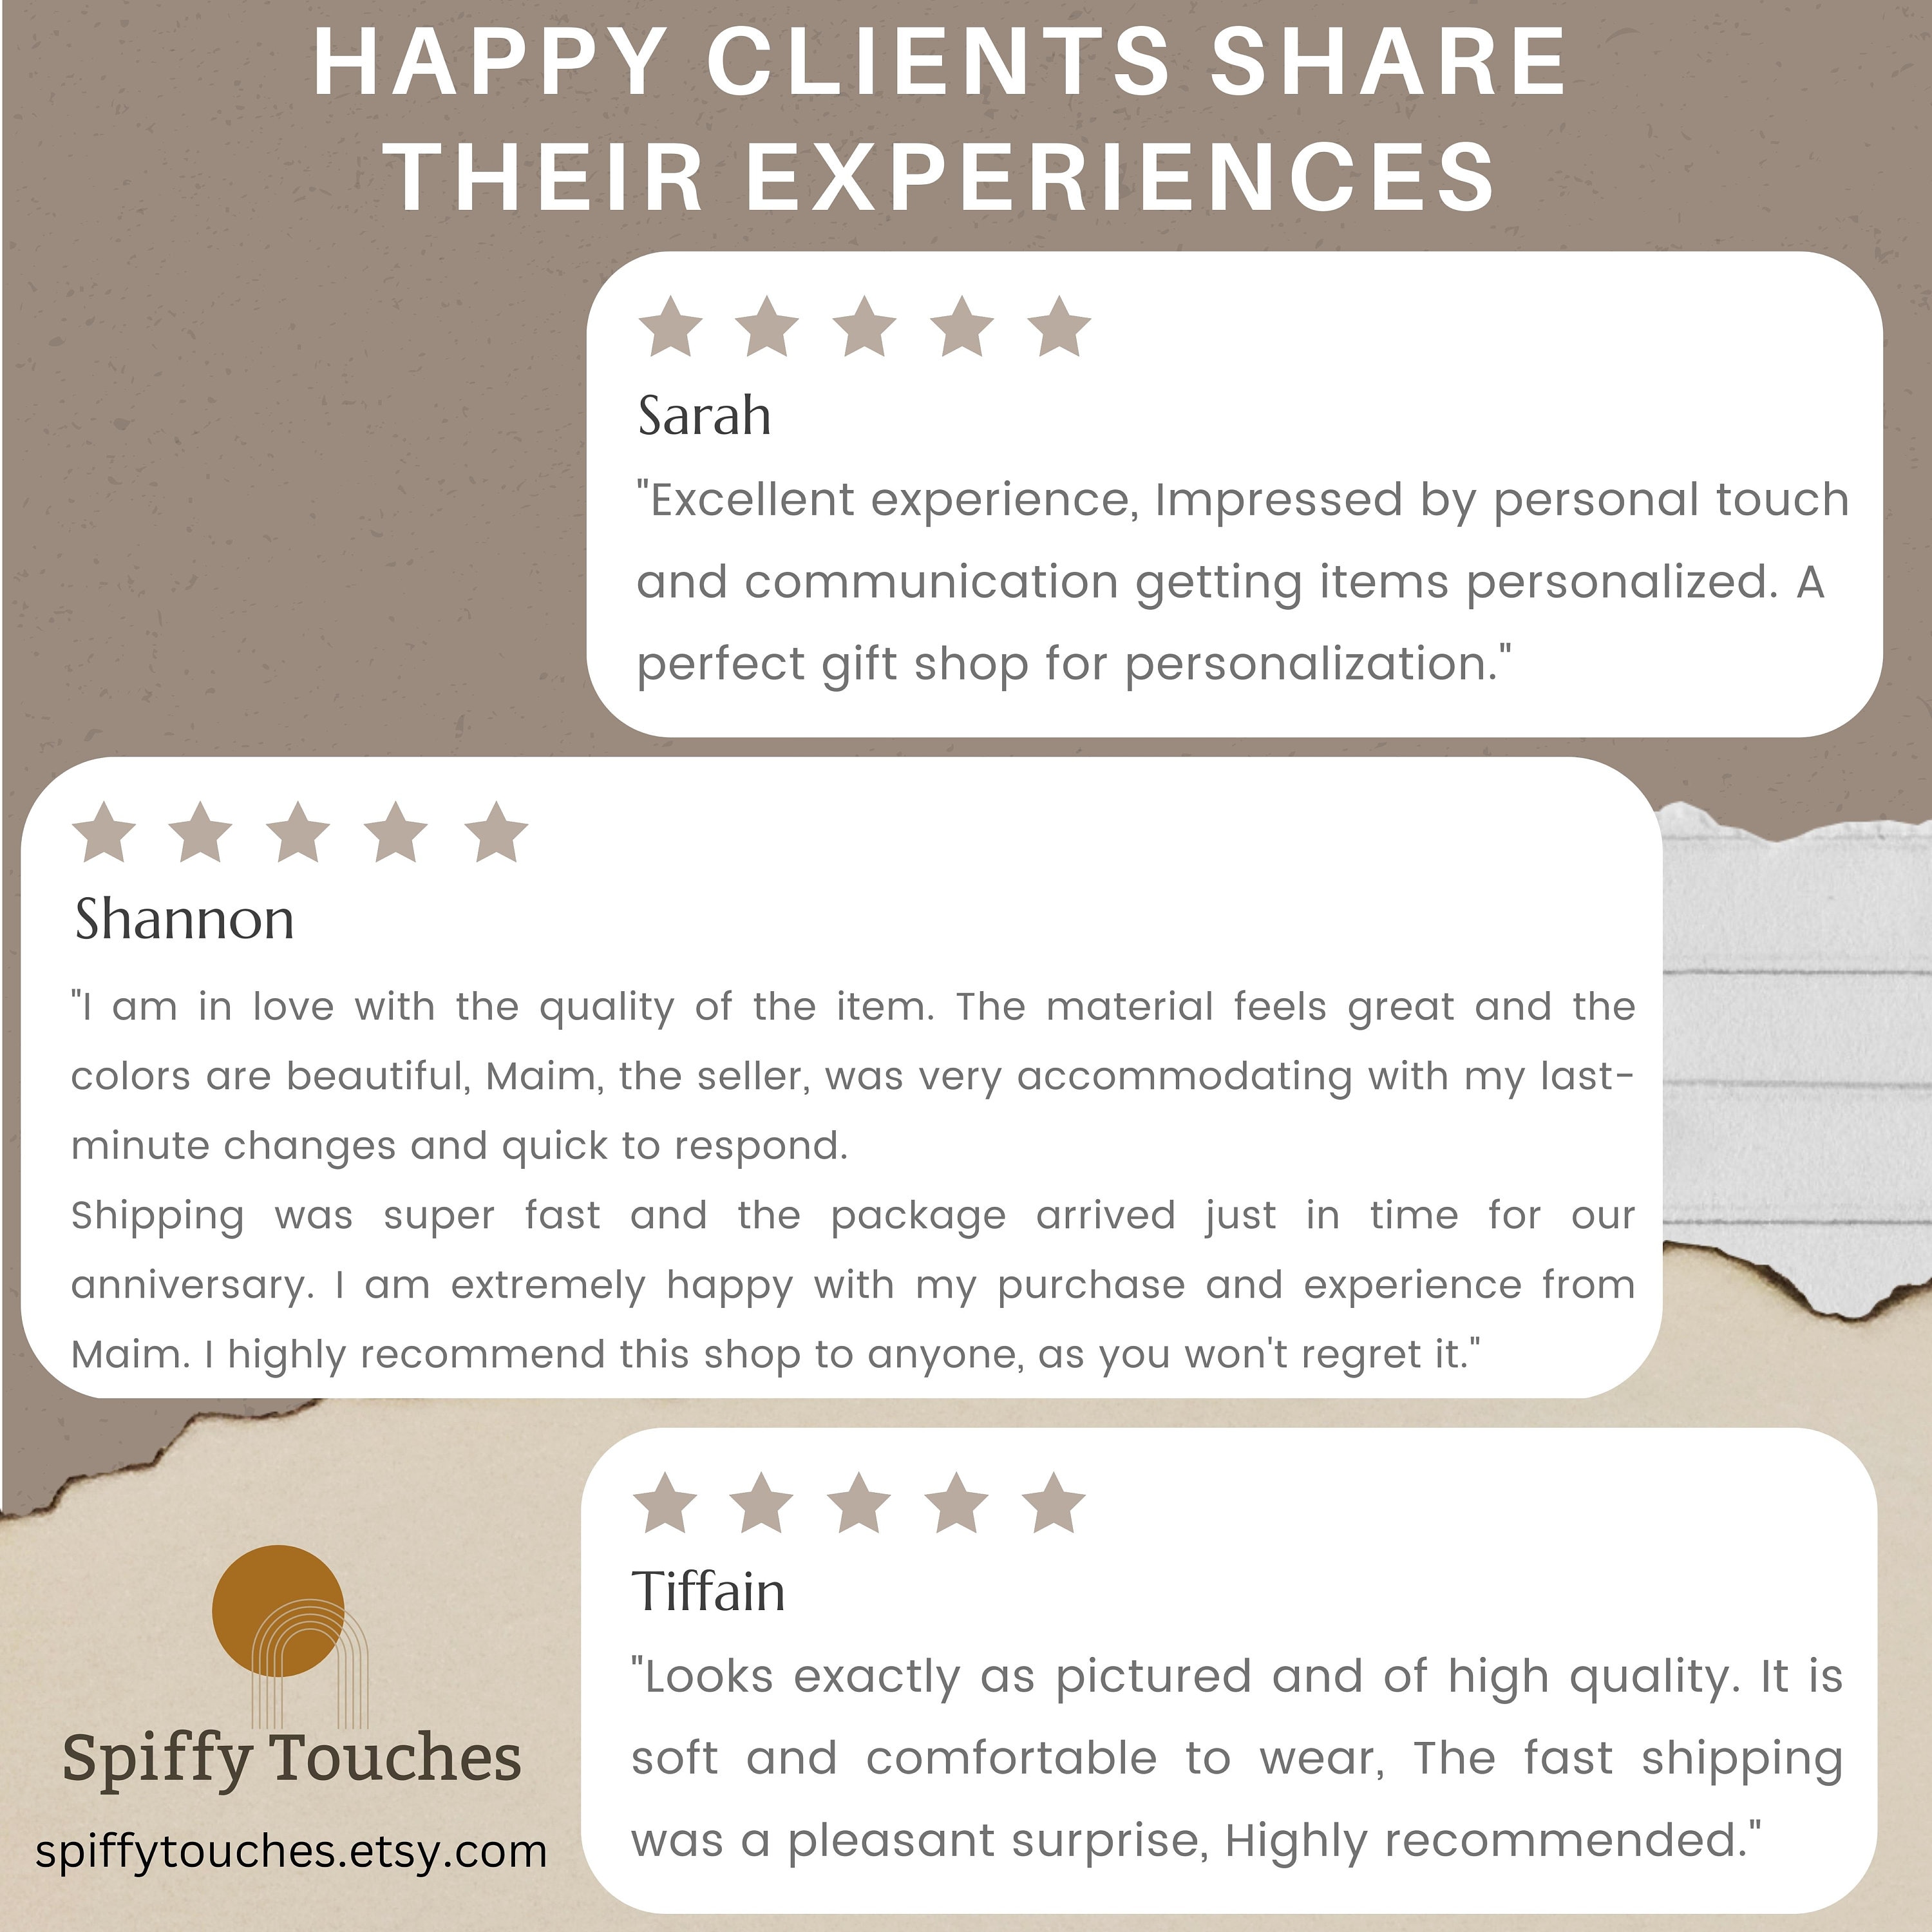 HAPPY CLIENTS SHARE
THEIR EXPERIENCES
Sarah
"Excellent experience, Impressed by personal touch
and communication getting items personalized. A
perfect gift shop for personalization."
Shannon
"I am in love with the quality of the item. The material feels great and the
colors are beautiful, Maim, the seller, was very accommodating with my last-
minute changes and quick to respond.
Shipping was super fast and the package arrived just in time for our
anniversary. I am extremely happy with my purchase and experience from
Maim. I highly recommend this shop to anyone, as you won't regret it."
Tiffain
"Looks exactly as pictured and of high quality. It is
soft and comfortable to wear, The fast shipping
was a pleasant surprise, Highly recommended."
Spiffy Touches
spiffytouches.etsy.com